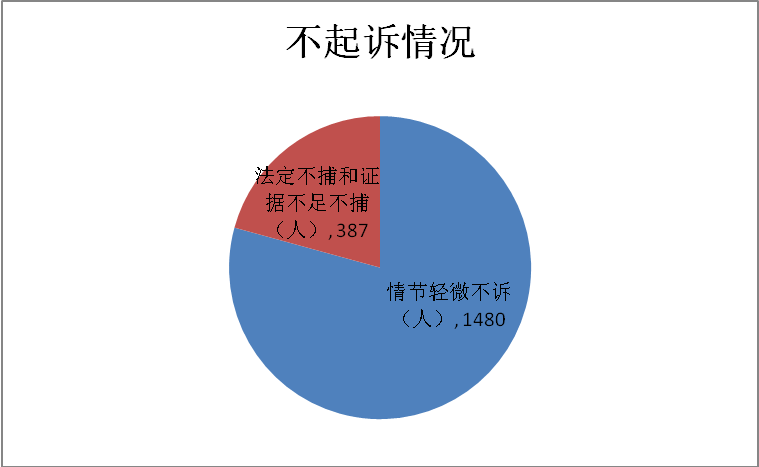 不起诉情况
法定不捕和证
据不足不捕
（人）,387
情节轻微不诉
（人）,1480